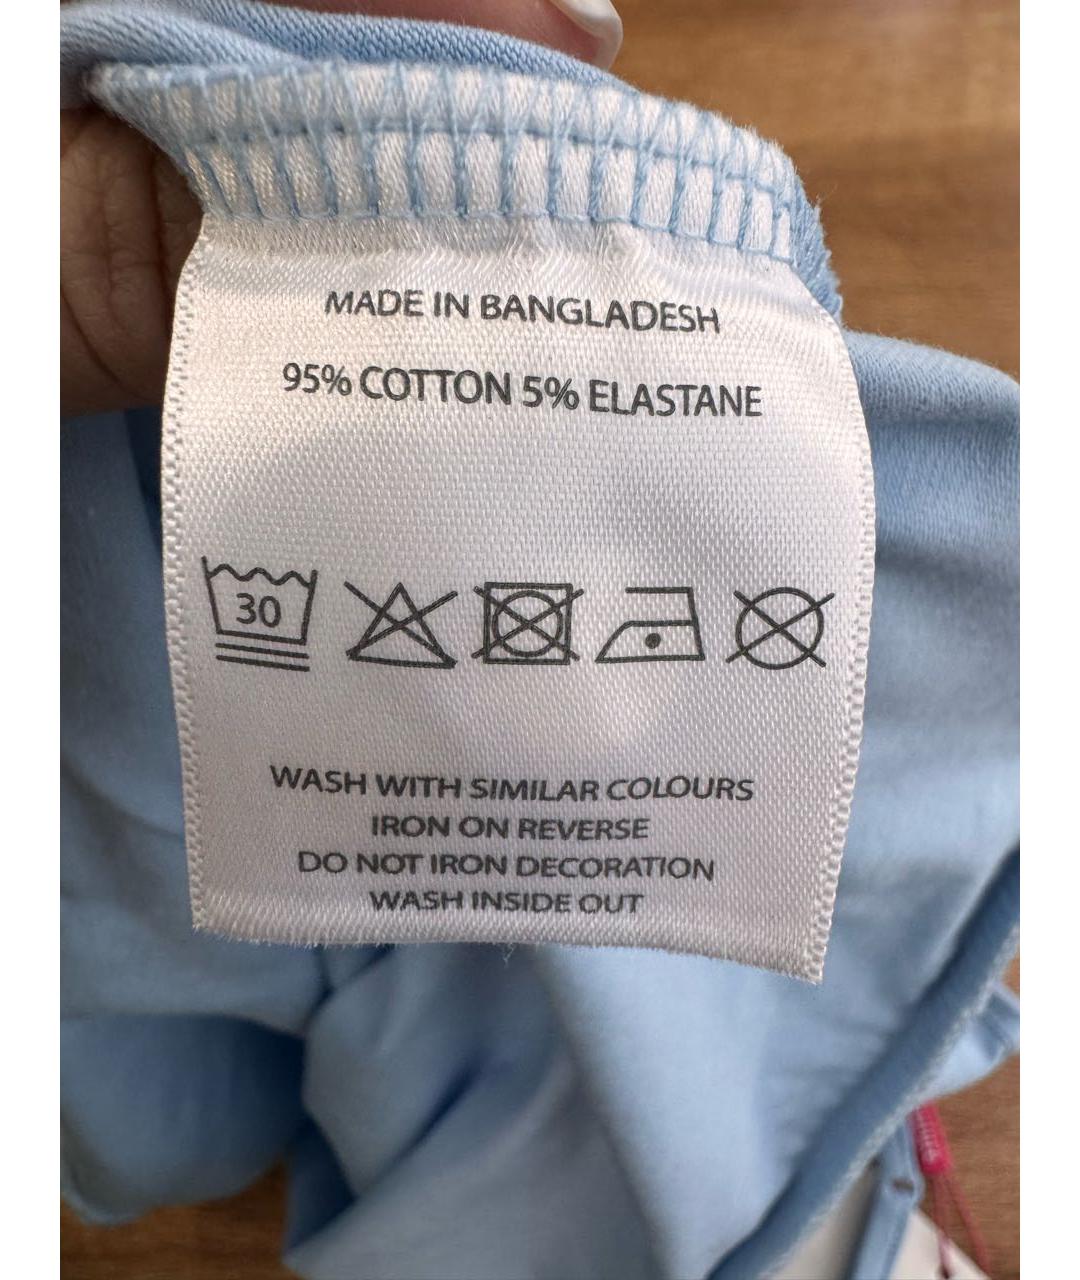 MADE IN BANGLADESH
95% COTTON 5% ELASTANE
30
WASH WITH SIMILAR COLOURS
IRON ON REVERSE
DO NOT IRON DECORATION
WASH INSIDE OUT